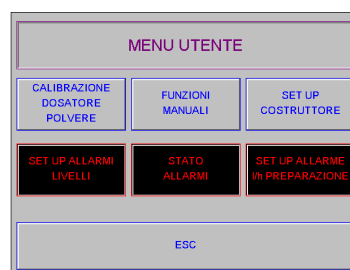 MENU UTENTE
CALIBRAZIONE
DOSATORE
POLVERE
FUNZIONI
MANUALI
SET UP
COSTRUTTORE
SET UP ALLARMI
LIVELLI
STATO
ALLARMI
SET UP ALLARME
l/h PREPARAZIONE
ESC